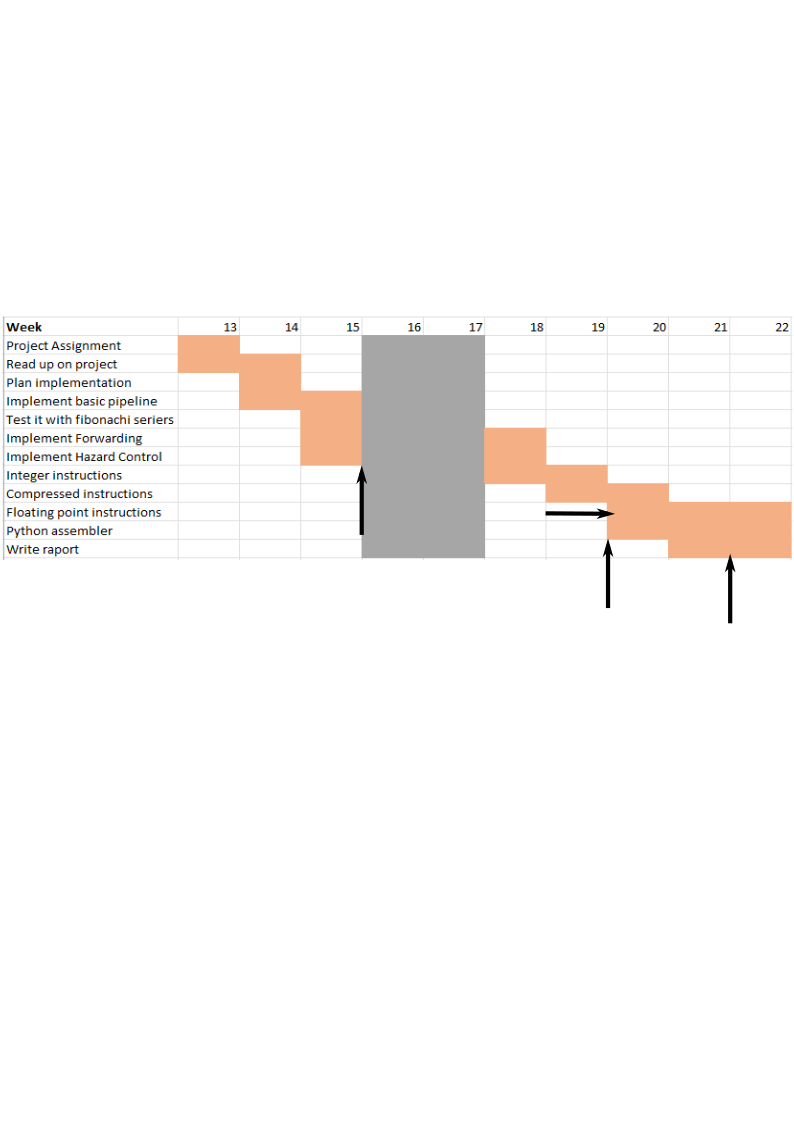 Week 13 14 15 16 17 18 19 20 21 22
Project Assignment
Read up on project
Plan implementation
Implement basic pipeline
Test it with fibonachi seriers
Implement Forwarding
Implement Hazard Control
Integer instructions
Compressed instructions
Floating point instructions
Python assembler
Write raport